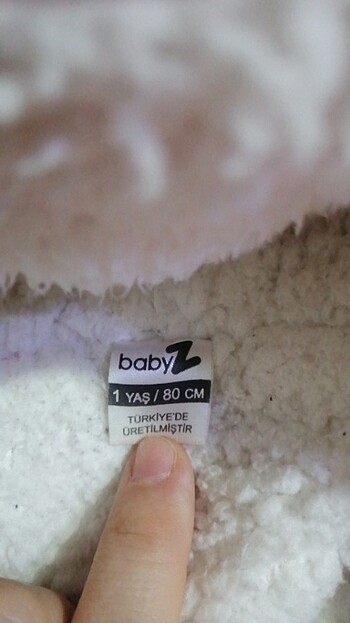 babyZ
1 YAŞ / 80 CM
TÜRKİYE'DE
ÜRETİLMİŞTİR